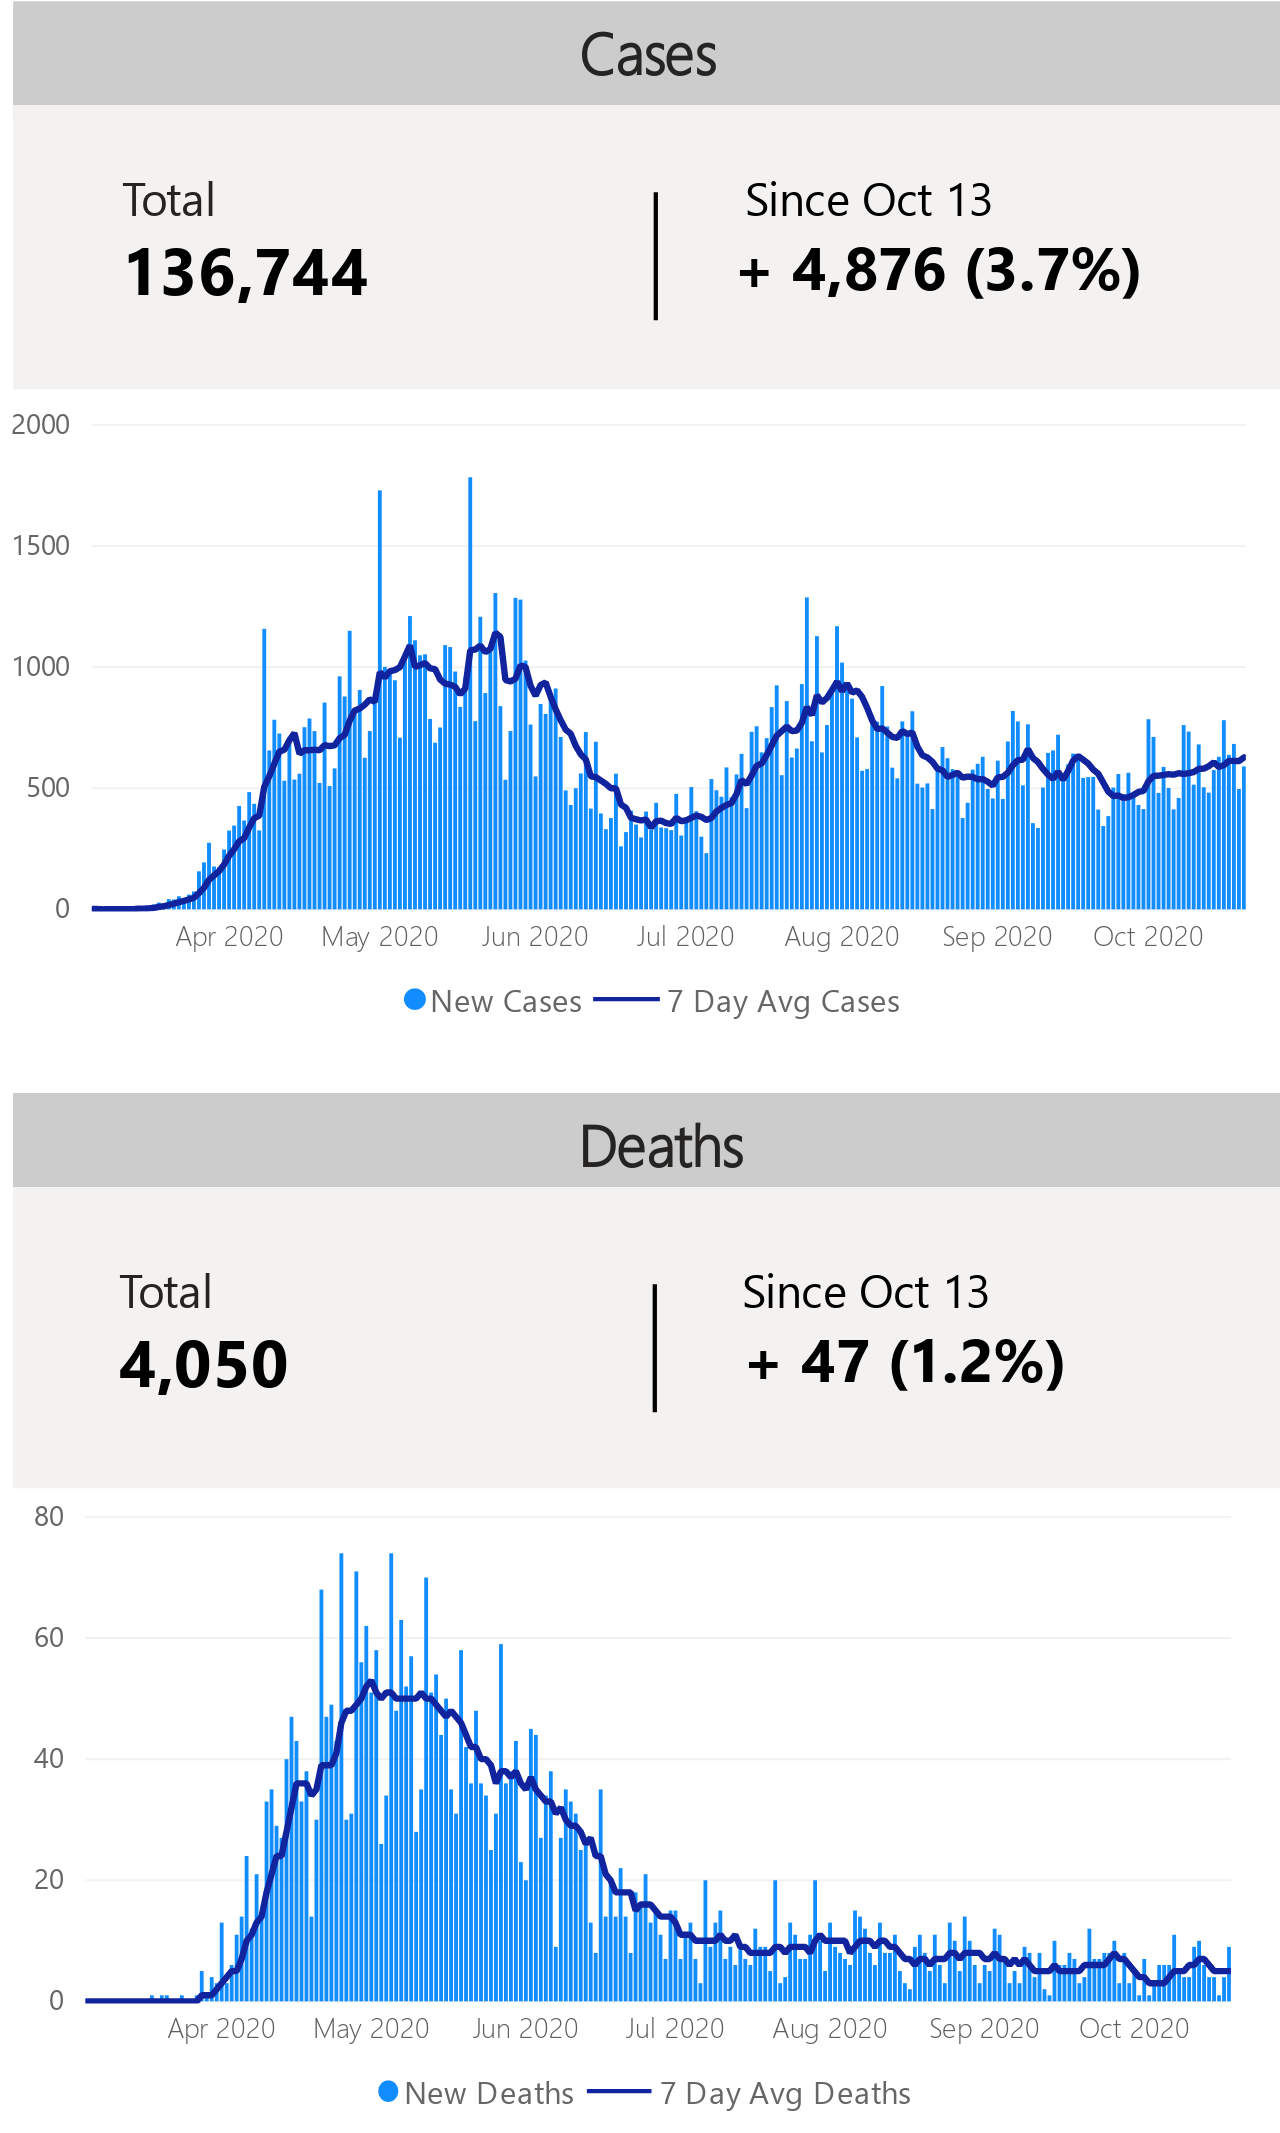 Cases
Total
Since Oct 13
136,744
+ 4,876 (3.7%)
2000
1500
1000
500
0
Apr 2020 May 2020 Jun 2020 Jul 2020 Aug 2020 Sep 2020 Oct 2020
New Cases 7 Day Avg Cases
Deaths
Total
Since Oct 13
4,050
+ 47 (1.2%)
80
60
40
20
0
Apr 2020 May 2020 Jun 2020 Jul 2020 Aug 2020 Sep 2020 Oct 2020
New Deaths 7 Day Avg Deaths